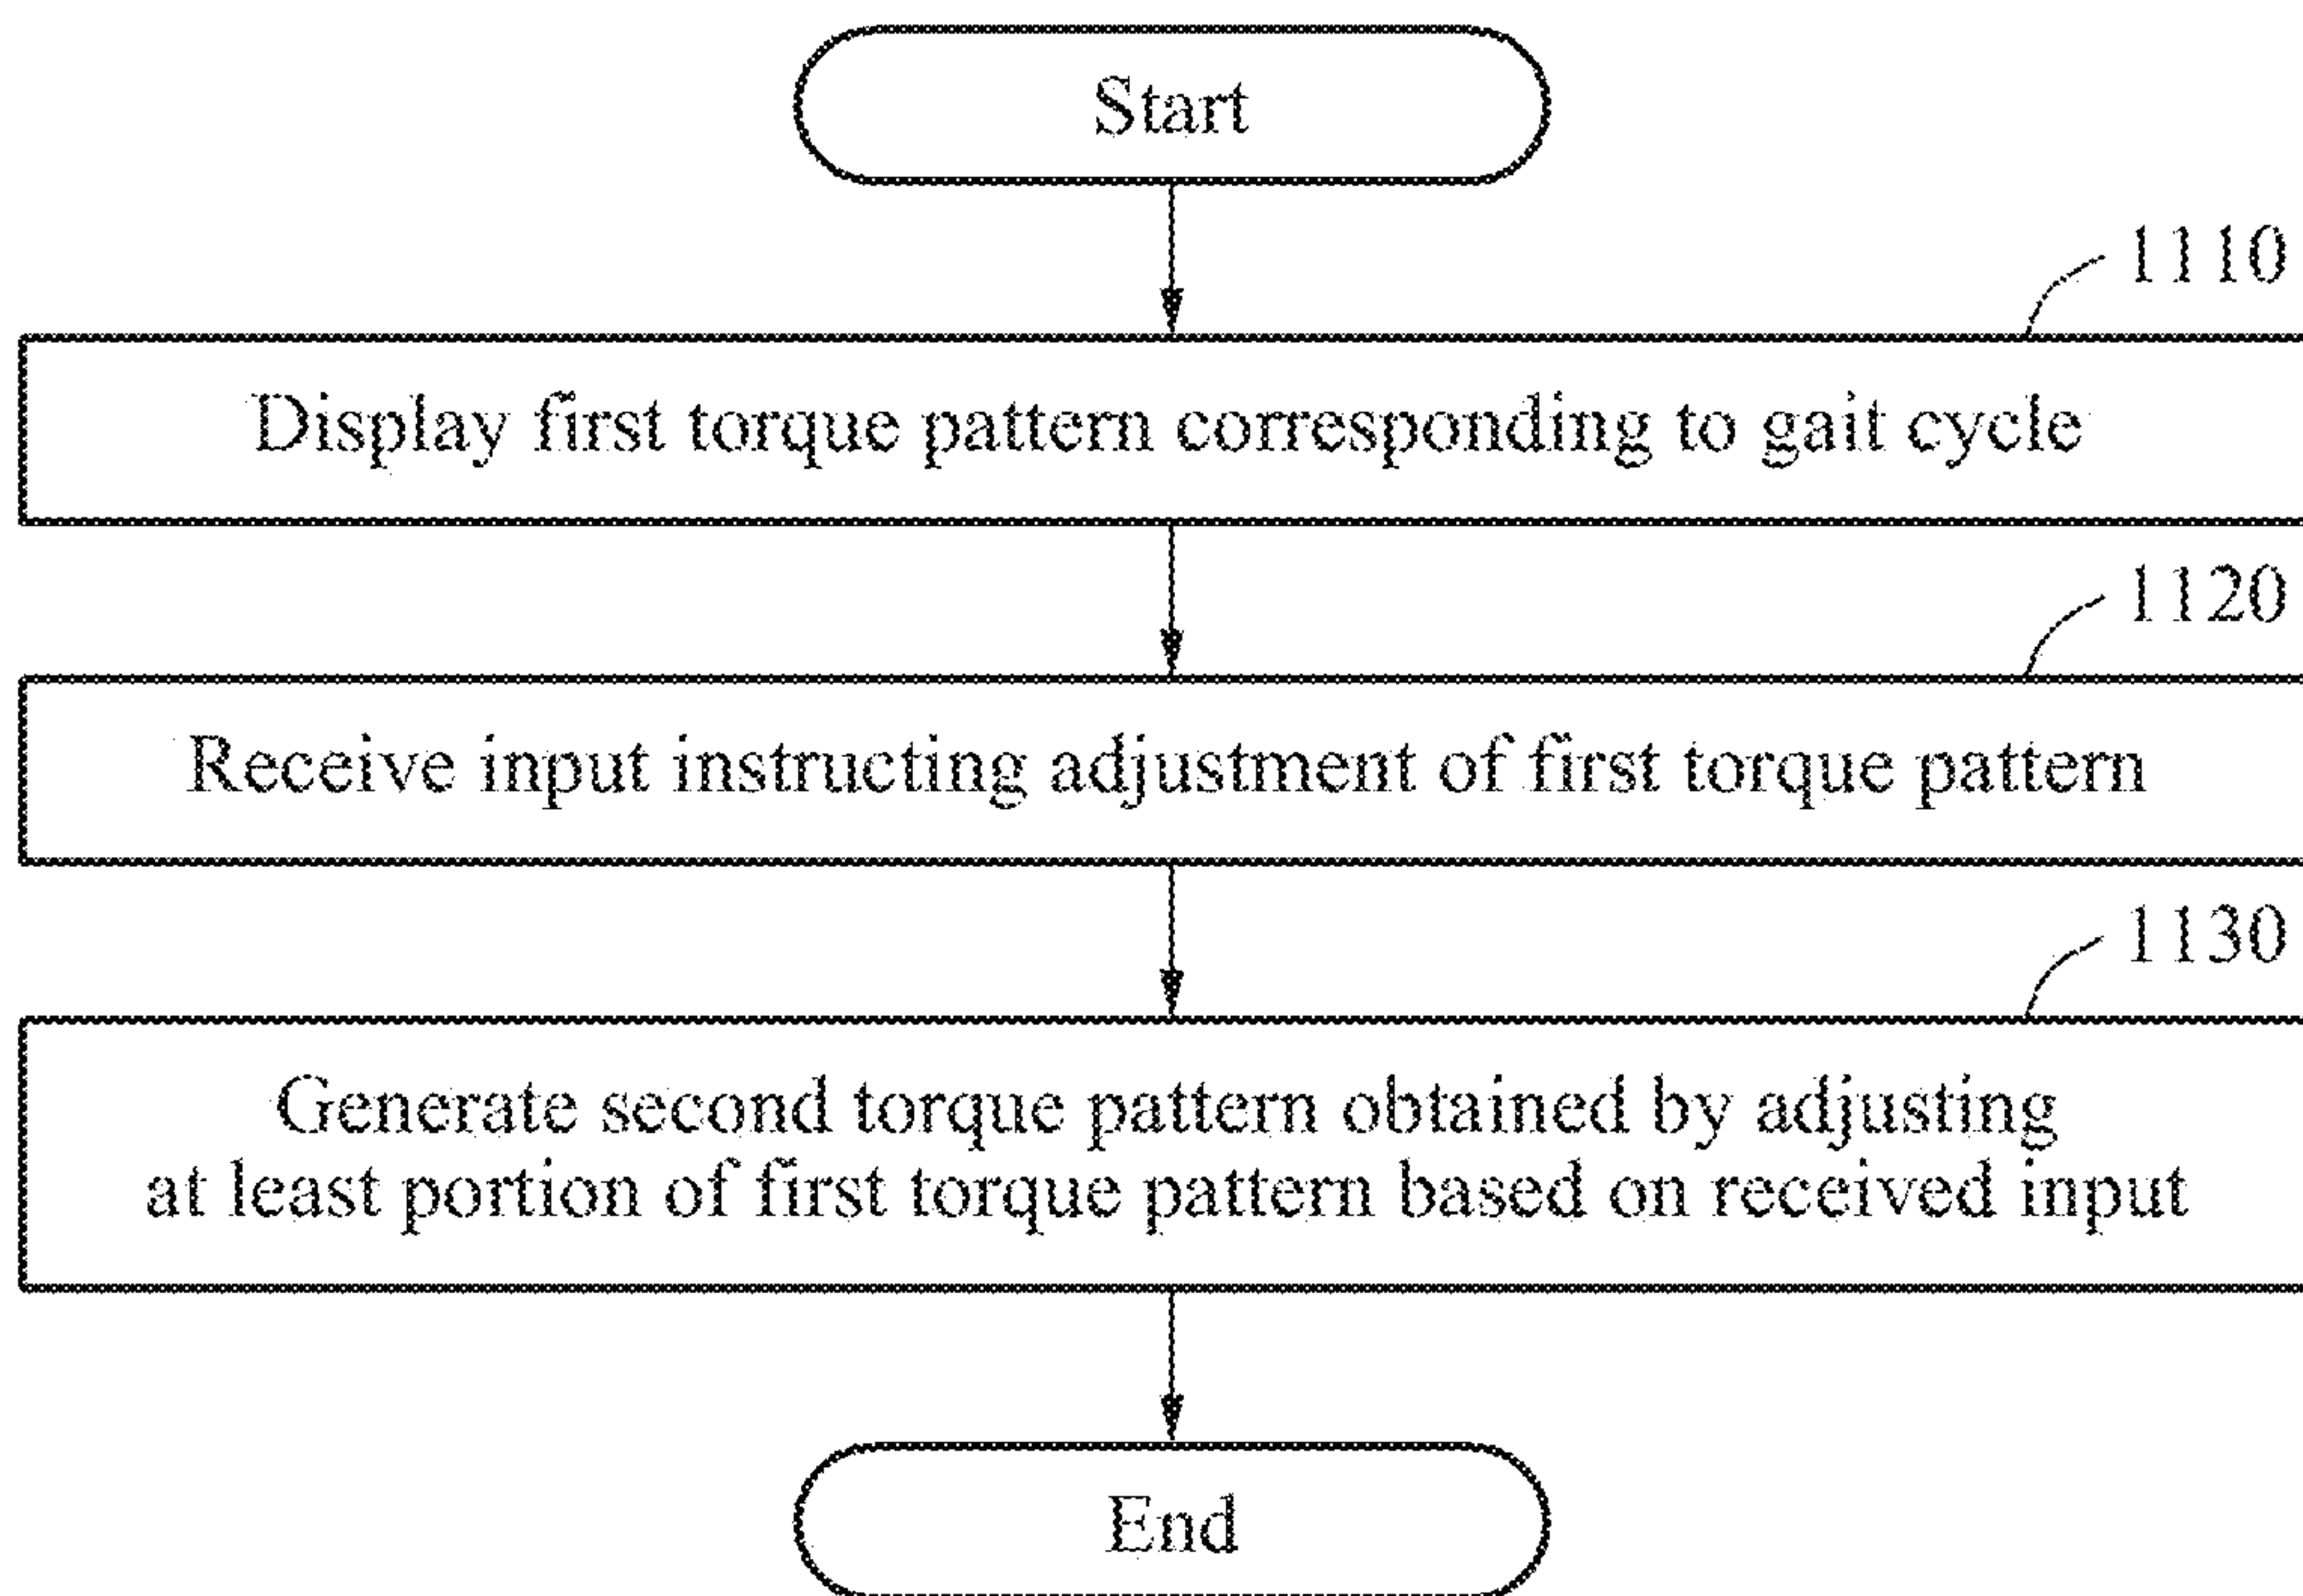 Start
1110
Display first torque pattern corresponding to gait cycle
1120
Receive input instructing adjustment of first torque pattern
1130
Generate second torque pattern obtained by adjusting
at least portion of first torque pattern based on received input
End